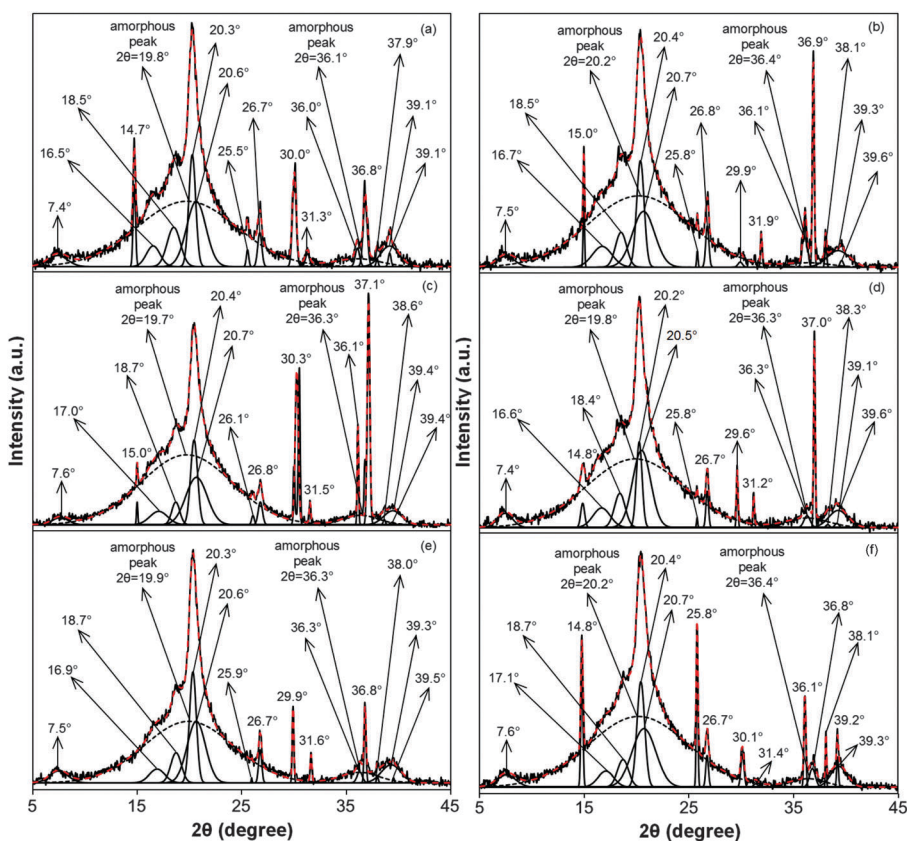 (a)
amorphous
peak
2θ=19.8°
20.3°
20.6°
amorphous
peak
2θ=36.1°
37.9°
18.5°
14.7°
16.5°
25.5°
26.7°
36.0°
30.0°
36.8°
39.1°
39.1°
7.4°
31.3°
(b)
amorphous
peak
2θ=20.2°
20.4°
20.7°
amorphous
peak
2θ=36.4°
36.9°
38.1°
18.5°
15.0°
16.7°
26.8°
25.8°
36.1°
39.3°
39.6°
29.9°
7.5°
31.9°
(c)
amorphous
peak
2θ=19.7°
20.4°
20.7°
amorphous
peak
2θ=36.3°
37.1°
38.6°
36.1°
18.7°
30.3°
39.4°
17.0°
26.1°
39.4°
15.0°
26.8°
7.6°
31.5°
(d)
amorphous
peak
2θ=19.8°
20.2°
20.5°
amorphous
peak
2θ=36.3°
37.0°
38.3°
18.4°
36.3°
39.1°
16.6°
14.8°
25.8°
26.7°
29.6°
39.6°
7.4°
31.2°
(e)
amorphous
peak
2θ=19.9°
20.3°
20.6°
amorphous
peak
2θ=36.3°
38.0°
18.7°
36.3°
39.3°
16.9°
25.9°
29.9°
36.8°
39.5°
7.5°
26.7°
31.6°
(f)
amorphous
peak
2θ=20.2°
20.4°
20.7°
25.8°
amorphous
peak
2θ=36.4°
36.8°
18.7°
14.8°
38.1°
17.1°
36.1°
39.2°
7.6°
26.7°
30.1°
31.4°
39.3°
Intensity (a.u.)
Intensity (a.u.)
5
15
25
35
45
5
15
25
35
45
2θ (degree)
2θ (degree)